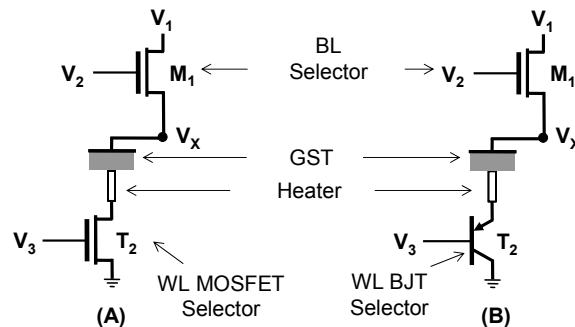 V1
V1
BL
Selector
V2
M1
V2
M1
VX
VX
GST
Heater
V3
T2
V3
T2
WL MOSFET
Selector
WL BJT
Selector
(A)
(B)